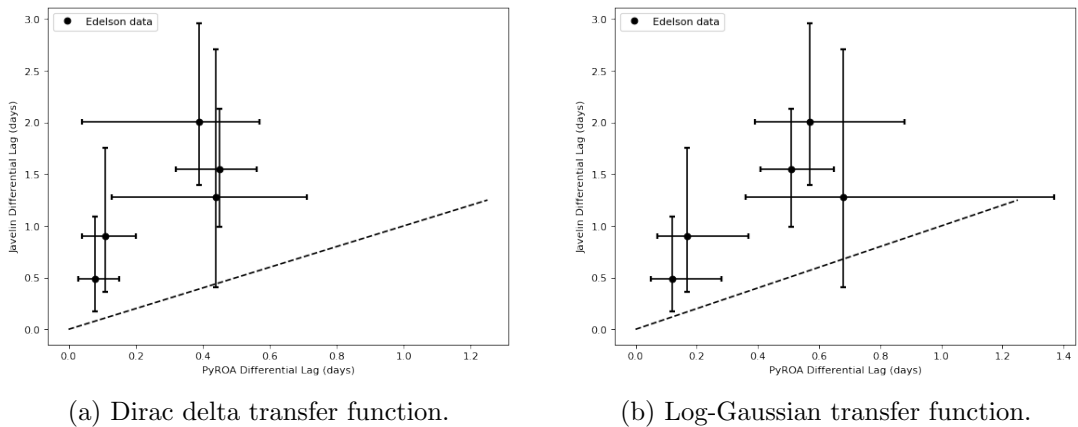 Edelson data
3.0
2.5
2.0
1.5
1.0
0.5
0.0
Javelin Differential Lag (days)
0.0 0.2 0.4 0.6 0.8 1.0 1.2
PyROA Differential Lag (days)
(a) Dirac delta transfer function.
Edelson data
3.0
2.5
2.0
1.5
1.0
0.5
0.0
Javelin Differential Lag (days)
0.0 0.2 0.4 0.6 0.8 1.0 1.2 1.4
PyROA Differential Lag (days)
(b) Log-Gaussian transfer function.